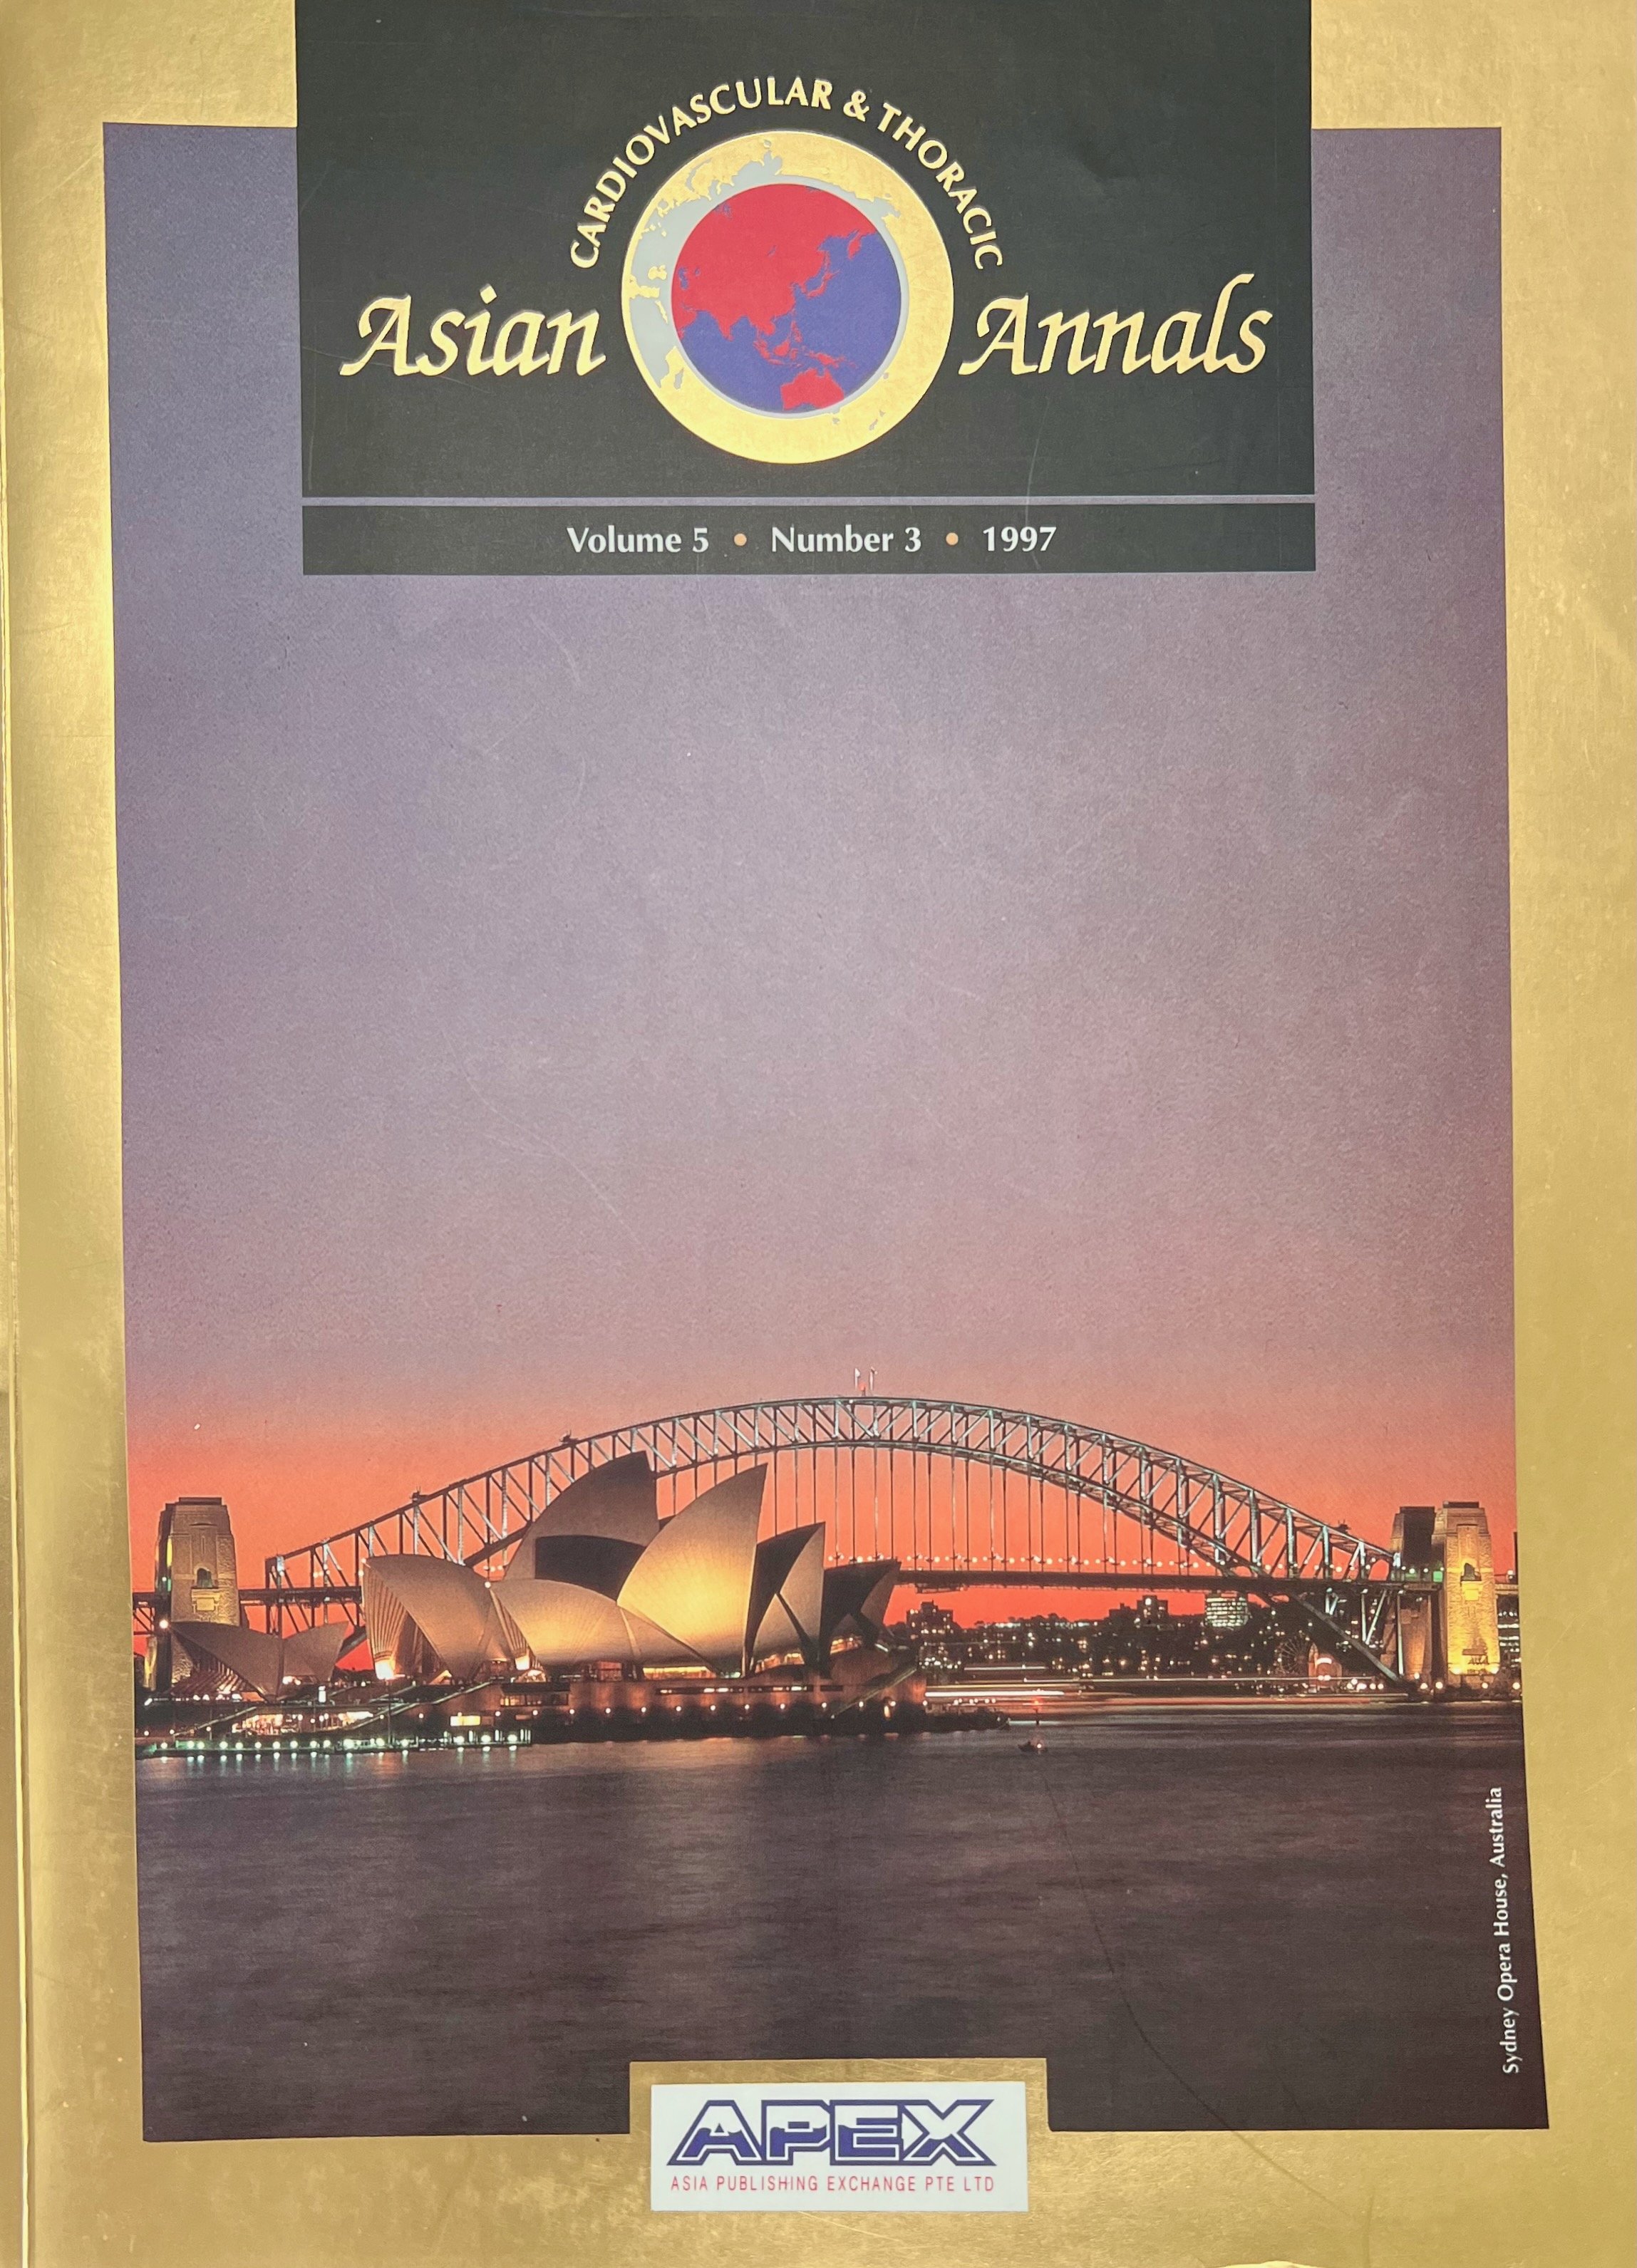 CARDIOVASCULAR & THORACIC
Asian Annals
Volume 5 • Number 3 • 1997
Sydney Opera House, Australia
APEX
ASIA PUBLISHING EXCHANGE PTE LTD